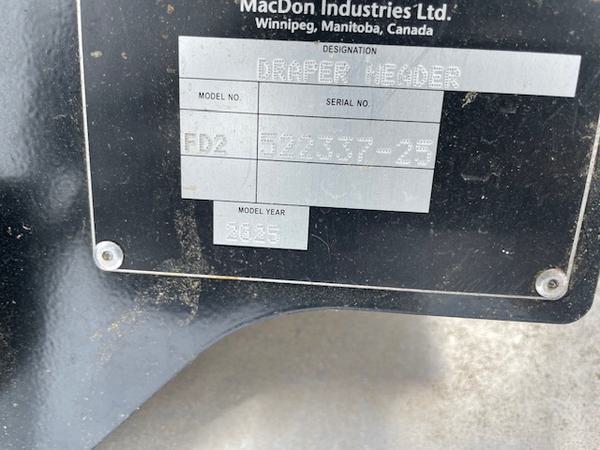 MacDon Industries Ltd.
Winnipeg, Manitoba, Canada
DESIGNATION
DRAPER HEADER
MODEL NO.
SERIAL NO.
FD2
522337-25
MODEL YEAR
2025